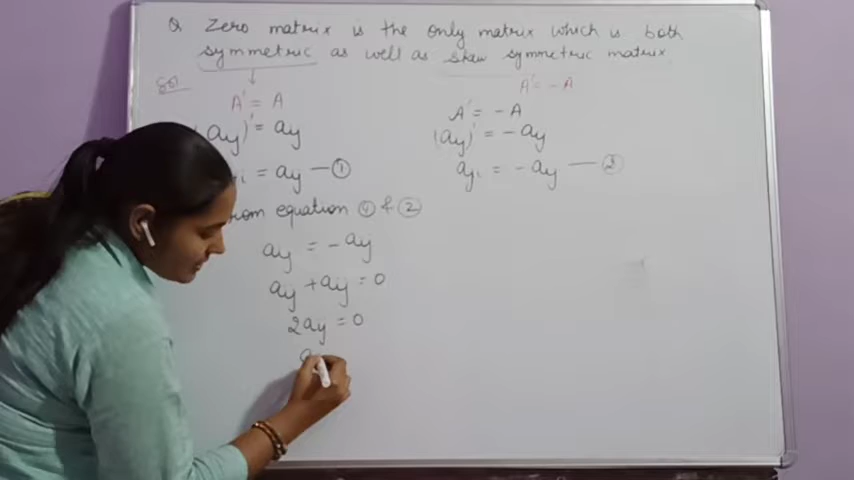 Q Zero matrix is the only matrix which is both
symmetric as well as skew symmetric matrix.
Sol
A' = A
(aij)' = aij
= aij — ①
A' = - A
A' = - A
(aij)' = - aij
aji = - aij — ②
from equation ① & ②
aij = - aij
aij + aij = 0
2aij = 0